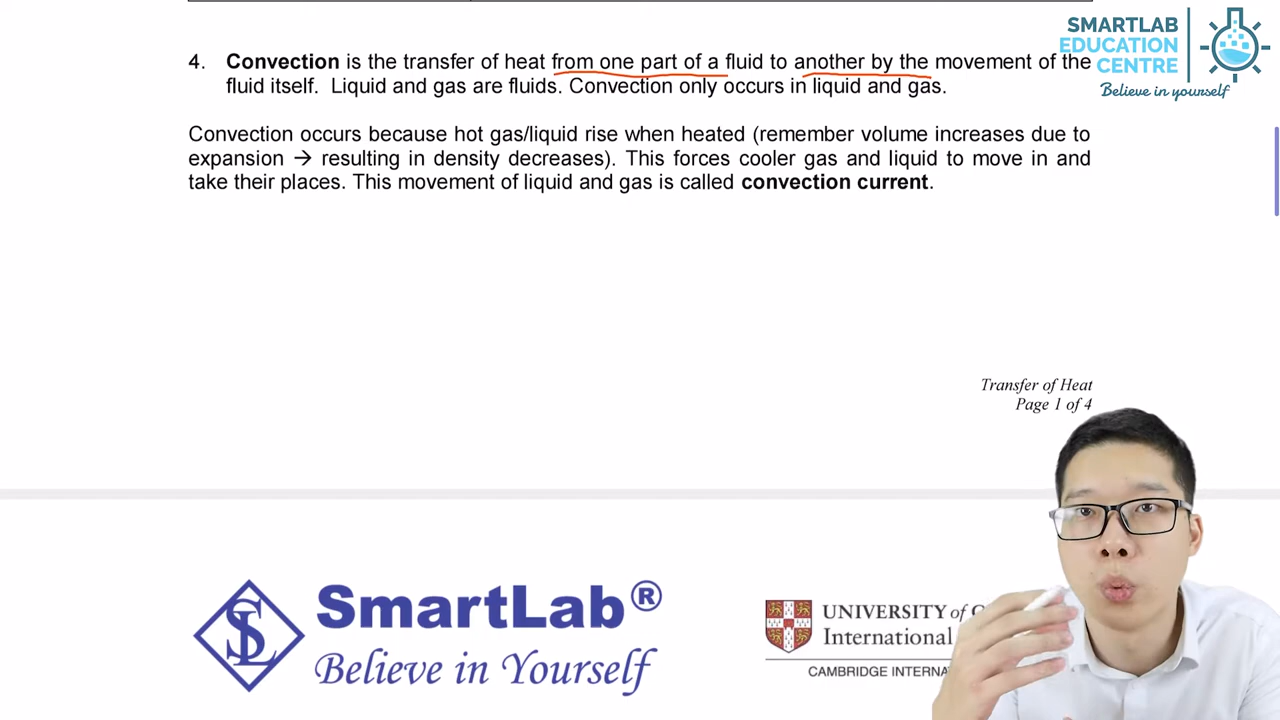 SMARTLAB
EDUCATION
CENTRE
Believe in yourself
4. Convection is the transfer of heat from one part of a fluid to another by the movement of the
fluid itself. Liquid and gas are fluids. Convection only occurs in liquid and gas.
Convection occurs because hot gas/liquid rise when heated (remember volume increases due to
expansion → resulting in density decreases). This forces cooler gas and liquid to move in and
take their places. This movement of liquid and gas is called convection current.
Transfer of Heat
Page 1 of 4
SL
SmartLab®
Believe in Yourself
UNIVERSITY of
International
CAMBRIDGE